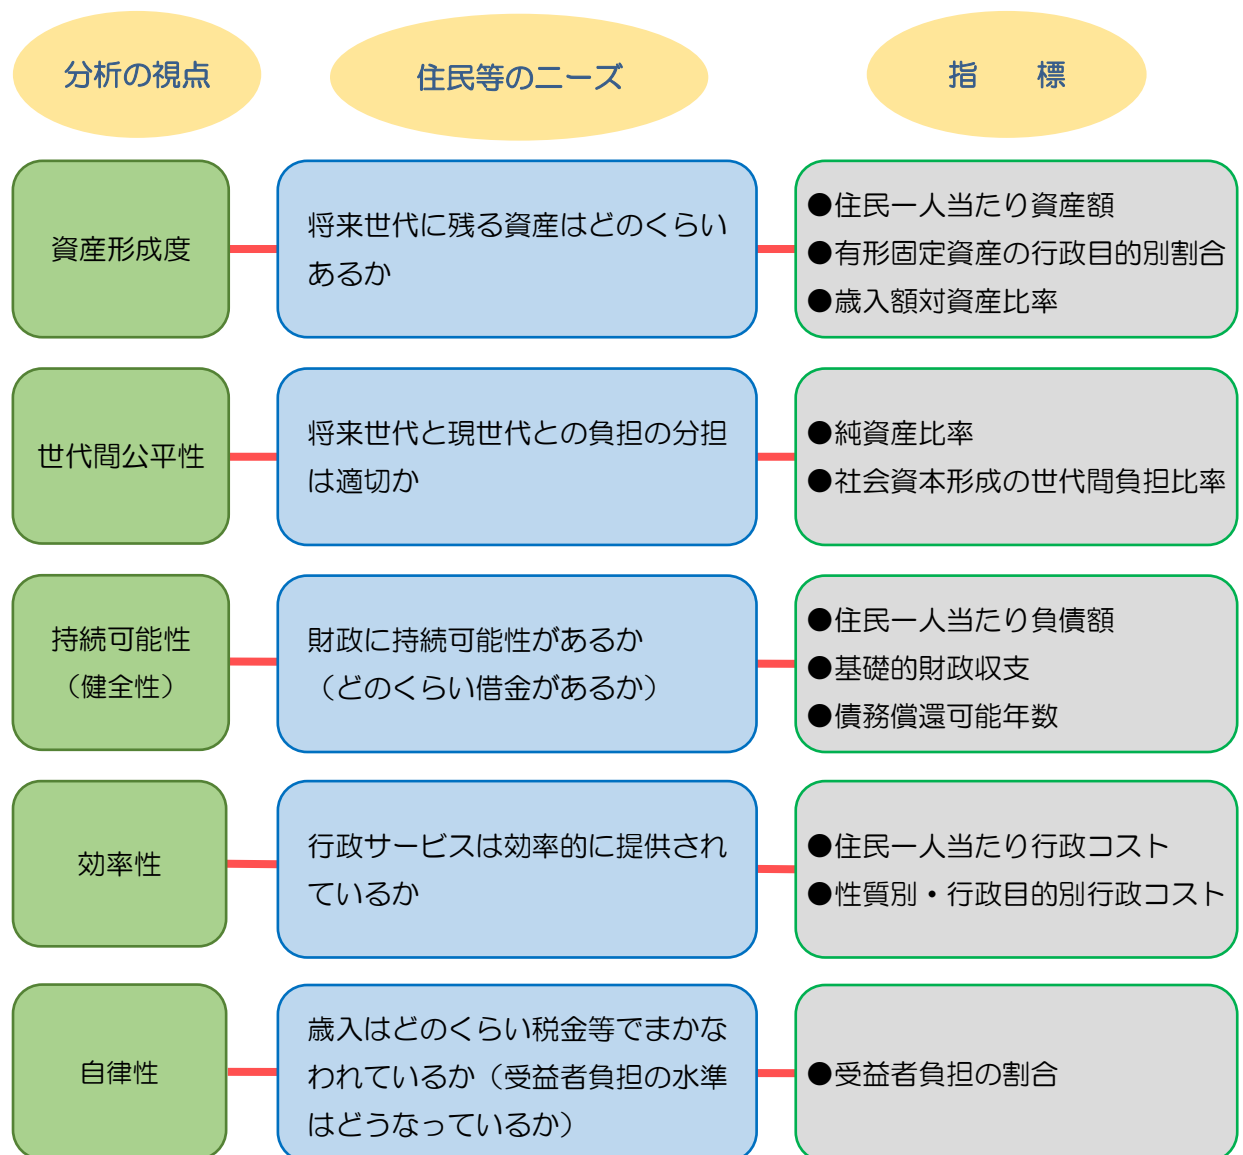 分析の視点
住民等のニーズ
指　　標
資産形成度
将来世代に残る資産はどのくらい
あるか
●住民一人当たり資産額
●有形固定資産の行政目的別割合
●歳入額対資産比率
世代間公平性
将来世代と現世代との負担の分担
は適切か
●純資産比率
●社会資本形成の世代間負担比率
持続可能性
（健全性）
財政に持続可能性があるか
（どのくらい借金があるか）
●住民一人当たり負債額
●基礎的財政収支
●債務償還可能年数
効率性
行政サービスは効率的に提供され
ているか
●住民一人当たり行政コスト
●性質別・行政目的別行政コスト
自律性
歳入はどのくらい税金等でまかな
われているか（受益者負担の水準
はどうなっているか）
●受益者負担の割合